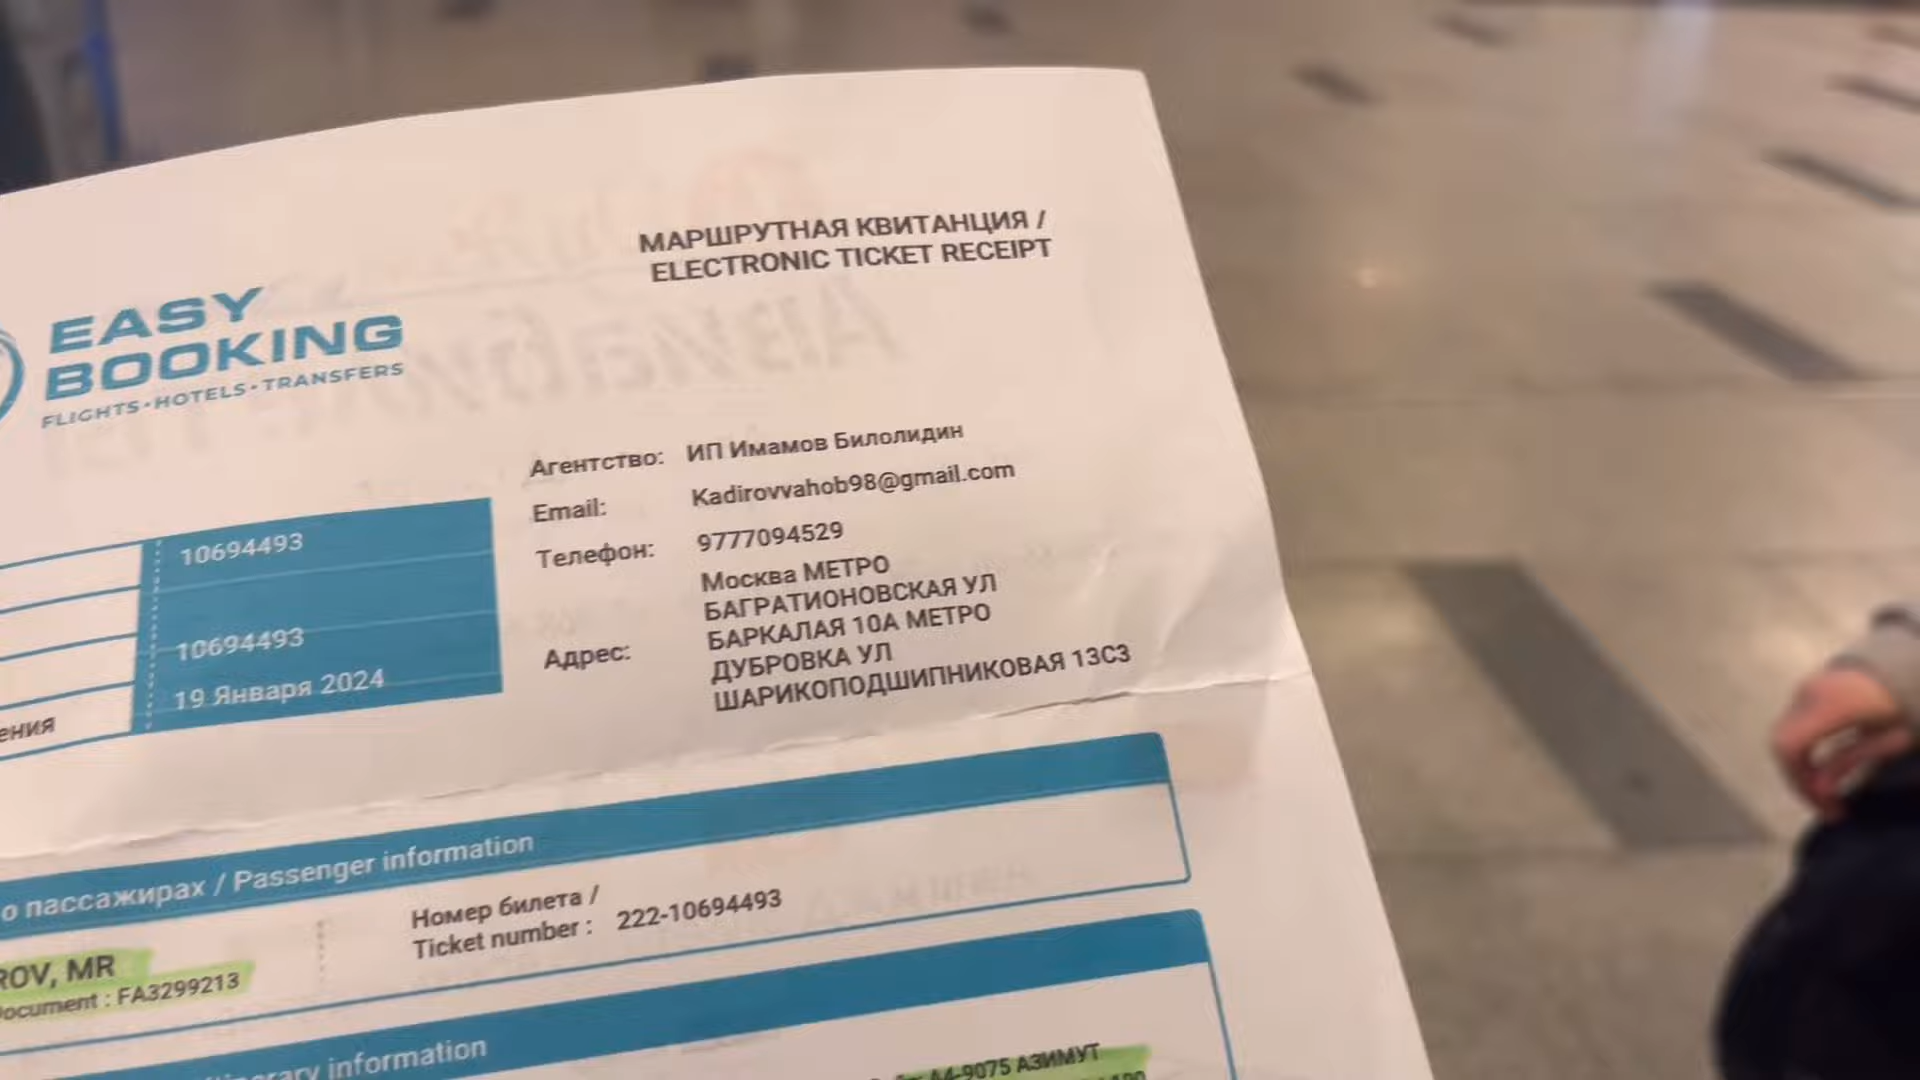 МАРШРУТНАЯ КВИТАНЦИЯ /
ELECTRONIC TICKET RECEIPT
EASY
BOOKING
FLIGHTS•HOTELS•TRANSFERS
Агентство: ИП Имамов Билолидин
Email: Kadirovvahob98@gmail.com
Телефон: 9777094529
Адрес:
Москва МЕТРО
БАГРАТИОНОВСКАЯ УЛ
БАРКАЛАЯ 10А МЕТРО
ДУБРОВКА УЛ
ШАРИКОПОДШИПНИКОВАЯ 13С3
10694493
10694493
19 Января 2024
ения
о пассажирах / Passenger information
ROV, MR
ocument : FA3299213
Номер билета /
Ticket number : 222-10694493
itinerary information
A4-9075 АЗИМУТ